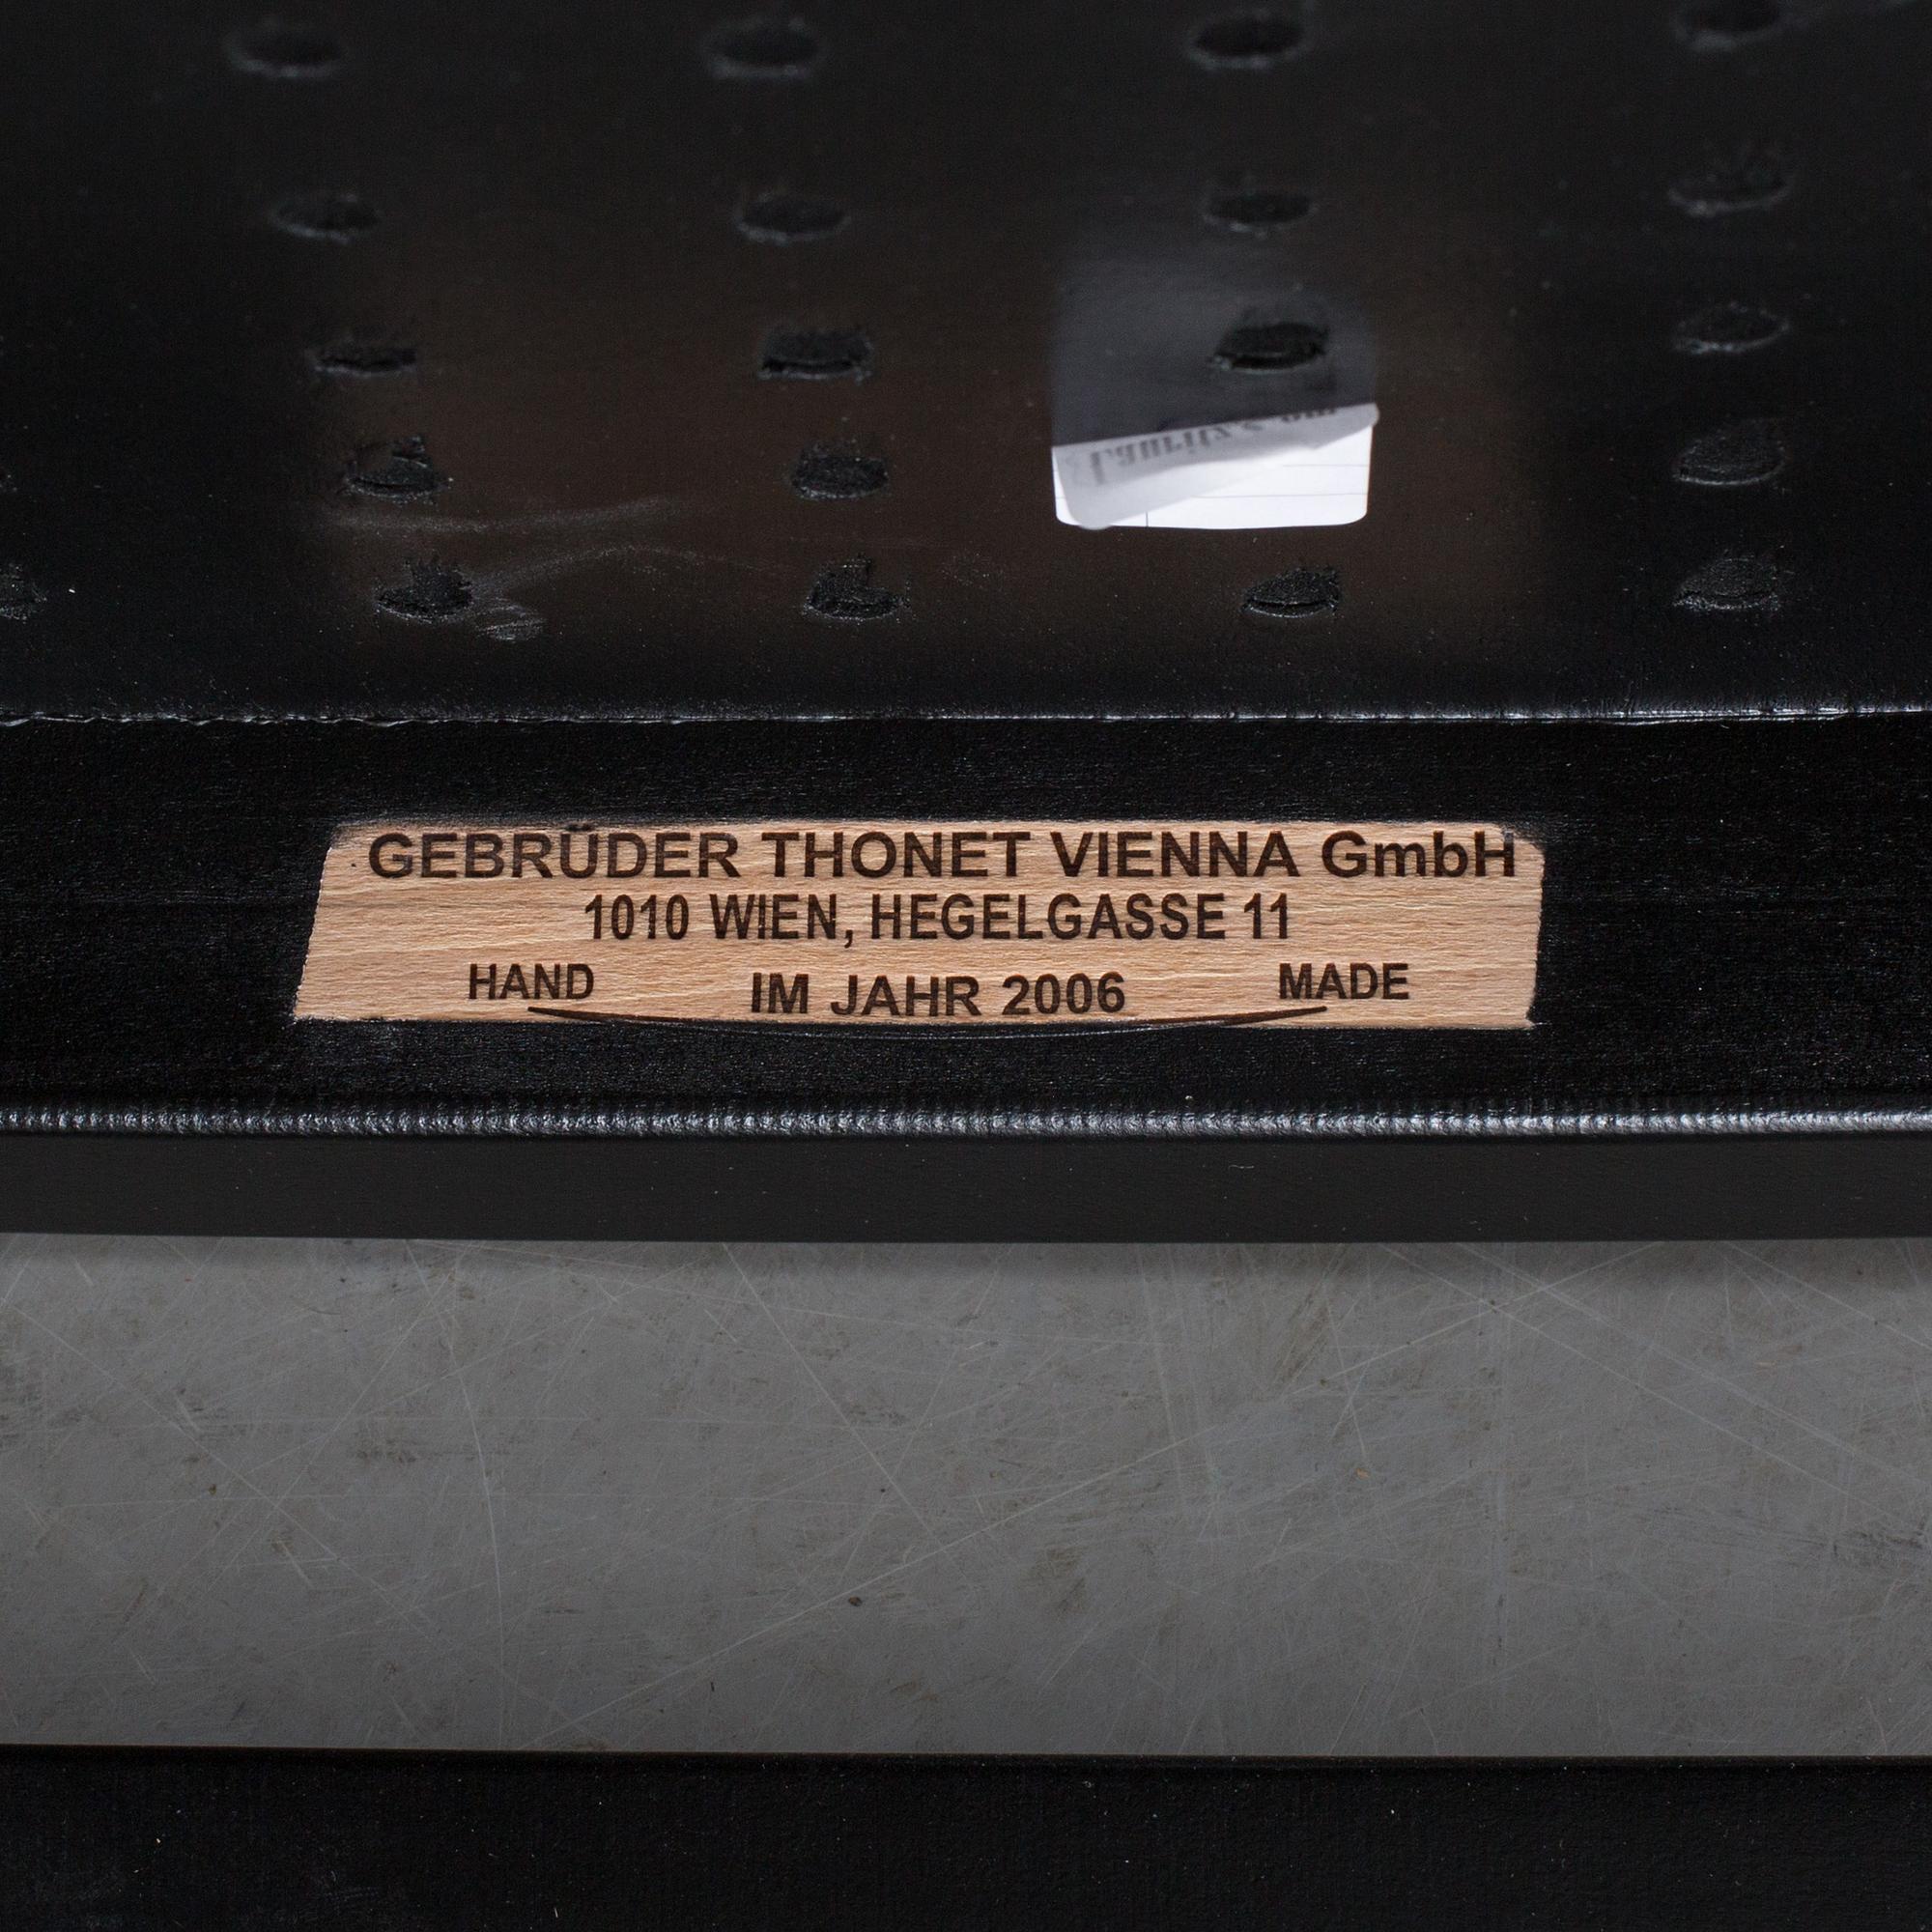 GEBRÜDER THONET VIENNA GmbH
1010 WIEN, HEGELGASSE 11
HAND IM JAHR 2006 MADE